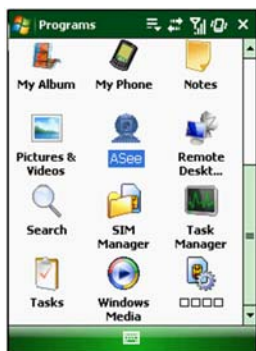 Programs
My Album My Phone Notes
Pictures & ASee Remote
Videos Deskt...
Search SIM Task
Manager Manager
Tasks Windows □□□□
Media